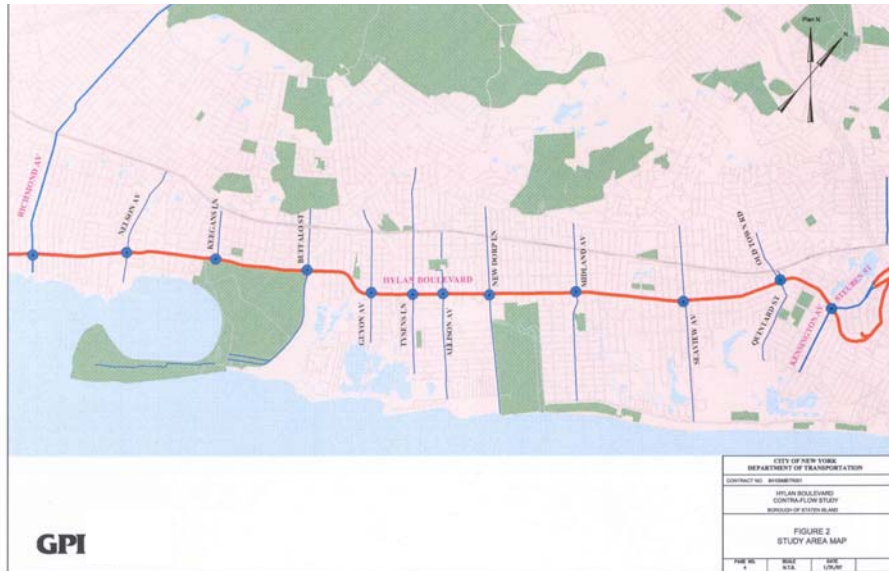 Plan N
N
RICHMOND AV
NELSON AV
KEEGANS LN
BUFFALO ST
HYLAN BOULEVARD
GUYON AV
TYSENS LN
ALLISON AV
NEW DORP LN
MIDLAND AV
SEAVIEW AV
OLD TOWN RD
QUINTARD ST
KENSINGTON AV
STEUBEN ST
CITY OF NEW YORK
DEPARTMENT OF TRANSPORTATION
CONTRACT NO.
HYLAN BOULEVARD
CONTRA-FLOW STUDY
BOROUGH OF STATEN ISLAND
FIGURE 2
STUDY AREA MAP
SCALE DATE
N.T.S.
GPI